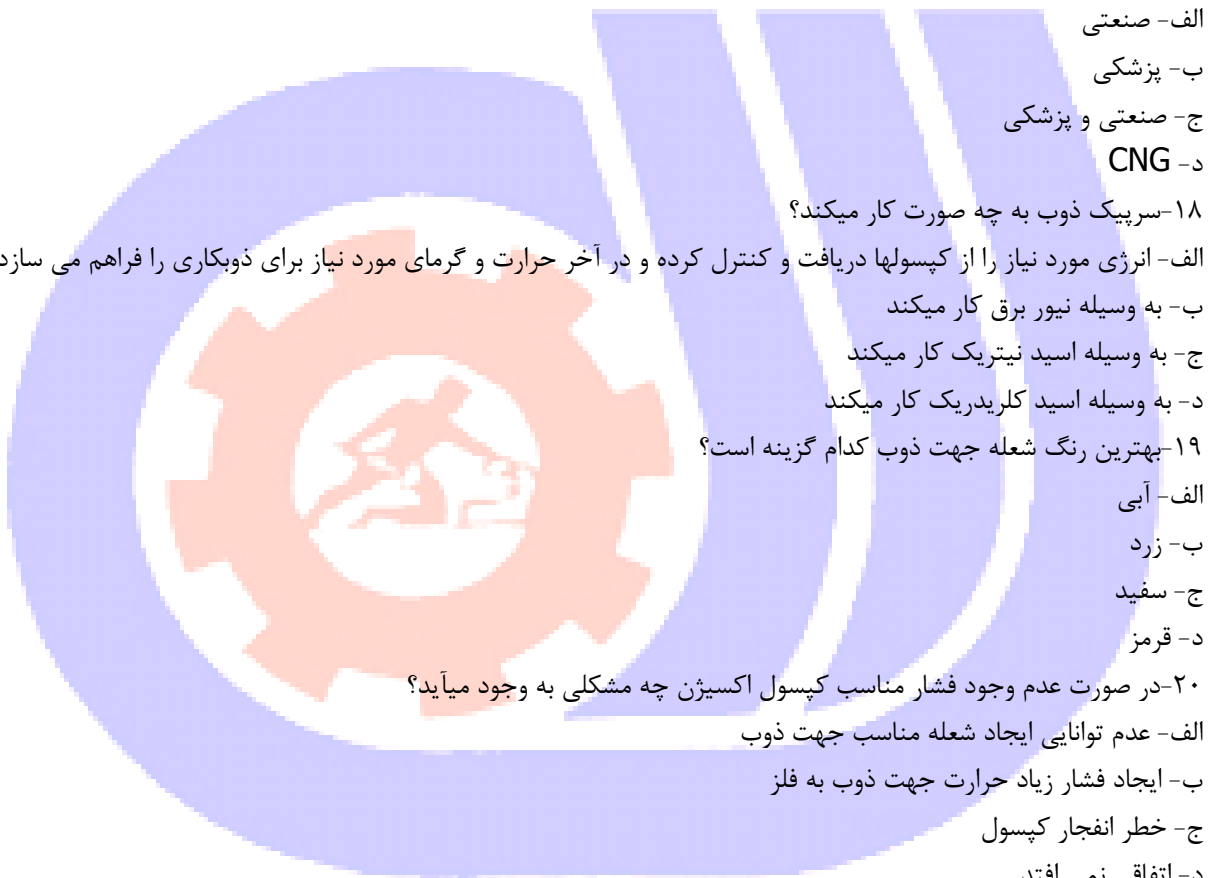 الف- صنعتی
ب- پزشکی
ج- صنعتی و پزشکی
د- CNG
۱۸-سرپیک ذوب به چه صورت کار میکند؟
الف- انرژی مورد نیاز را از کپسولها دریافت و کنترل کرده و در آخر حرارت و گرمای مورد نیاز برای ذوبکاری را فراهم می سازد
ب- به وسیله نیور برق کار میکند
ج- به وسیله اسید نیتریک کار میکند
د- به وسیله اسید کلریدریک کار میکند
۱۹-بهترین رنگ شعله جهت ذوب کدام گزینه است؟
الف- آبی
ب- زرد
ج- سفید
د- قرمز
۲۰-در صورت عدم وجود فشار مناسب کپسول اکسیژن چه مشکلی به وجود میآید؟
الف- عدم توانایی ایجاد شعله مناسب جهت ذوب
ب- ایجاد فشار زیاد حرارت جهت ذوب به فلز
ج- خطر انفجار کپسول
د- اتفاقی نمی افتد